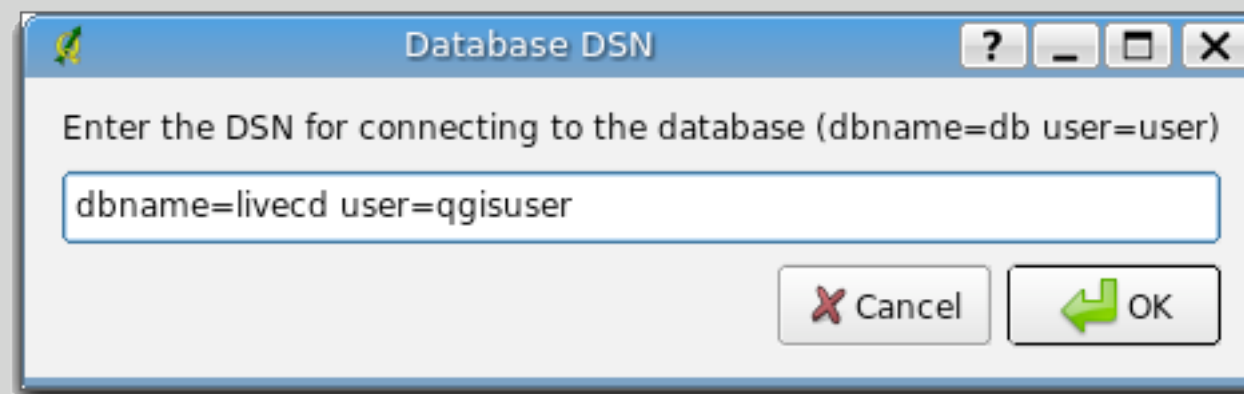 Database DSN
?
Enter the DSN for connecting to the database (dbname=db user=user)
dbname=livecd user=qgisuser
Cancel OK